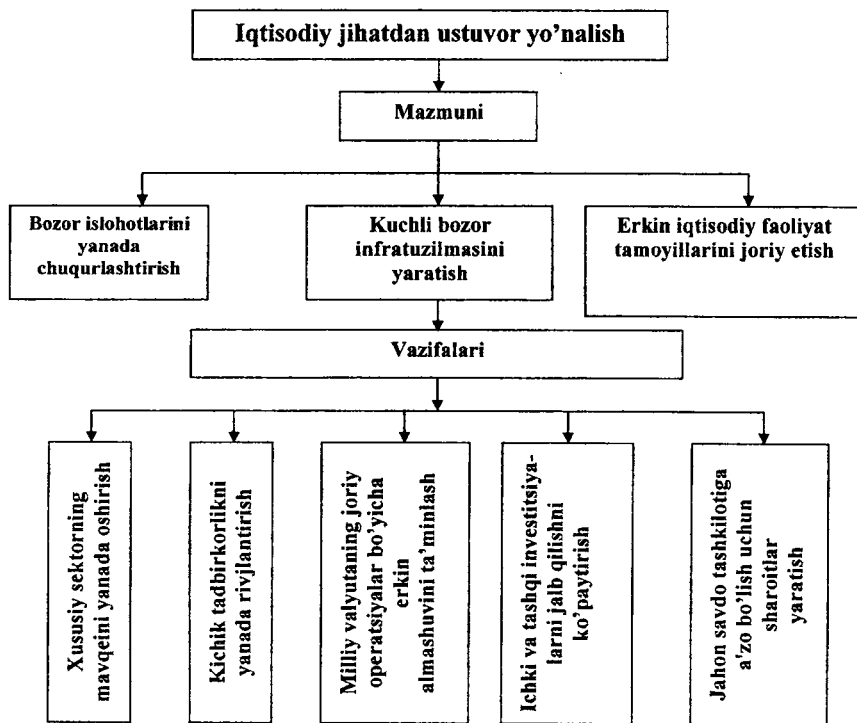 Iqtisodiy jihatdan ustuvor yo'nalish
Mazmuni
Bozor islohotlarini
yanada
chuqurlashtirish
Kuchli bozor
infratuzilmasini
yaratish
Erkin iqtisodiy faoliyat
tamoyillarini joriy etish
Vazifalari
Xususiy sektorning
mavqeini yanada oshirish
Kichik tadbirkorlikni
yanada rivjlantirish
Milliy valyutaning joriy
operatsiyalar bo'yicha
erkin
almashuvini ta'minlash
Ichki va tashqi investitsiya-
larni jalb qilishni
ko'paytirish
Jahon savdo tashkilotiga
a'zo bo'lish uchun
sharoitlar
yaratish